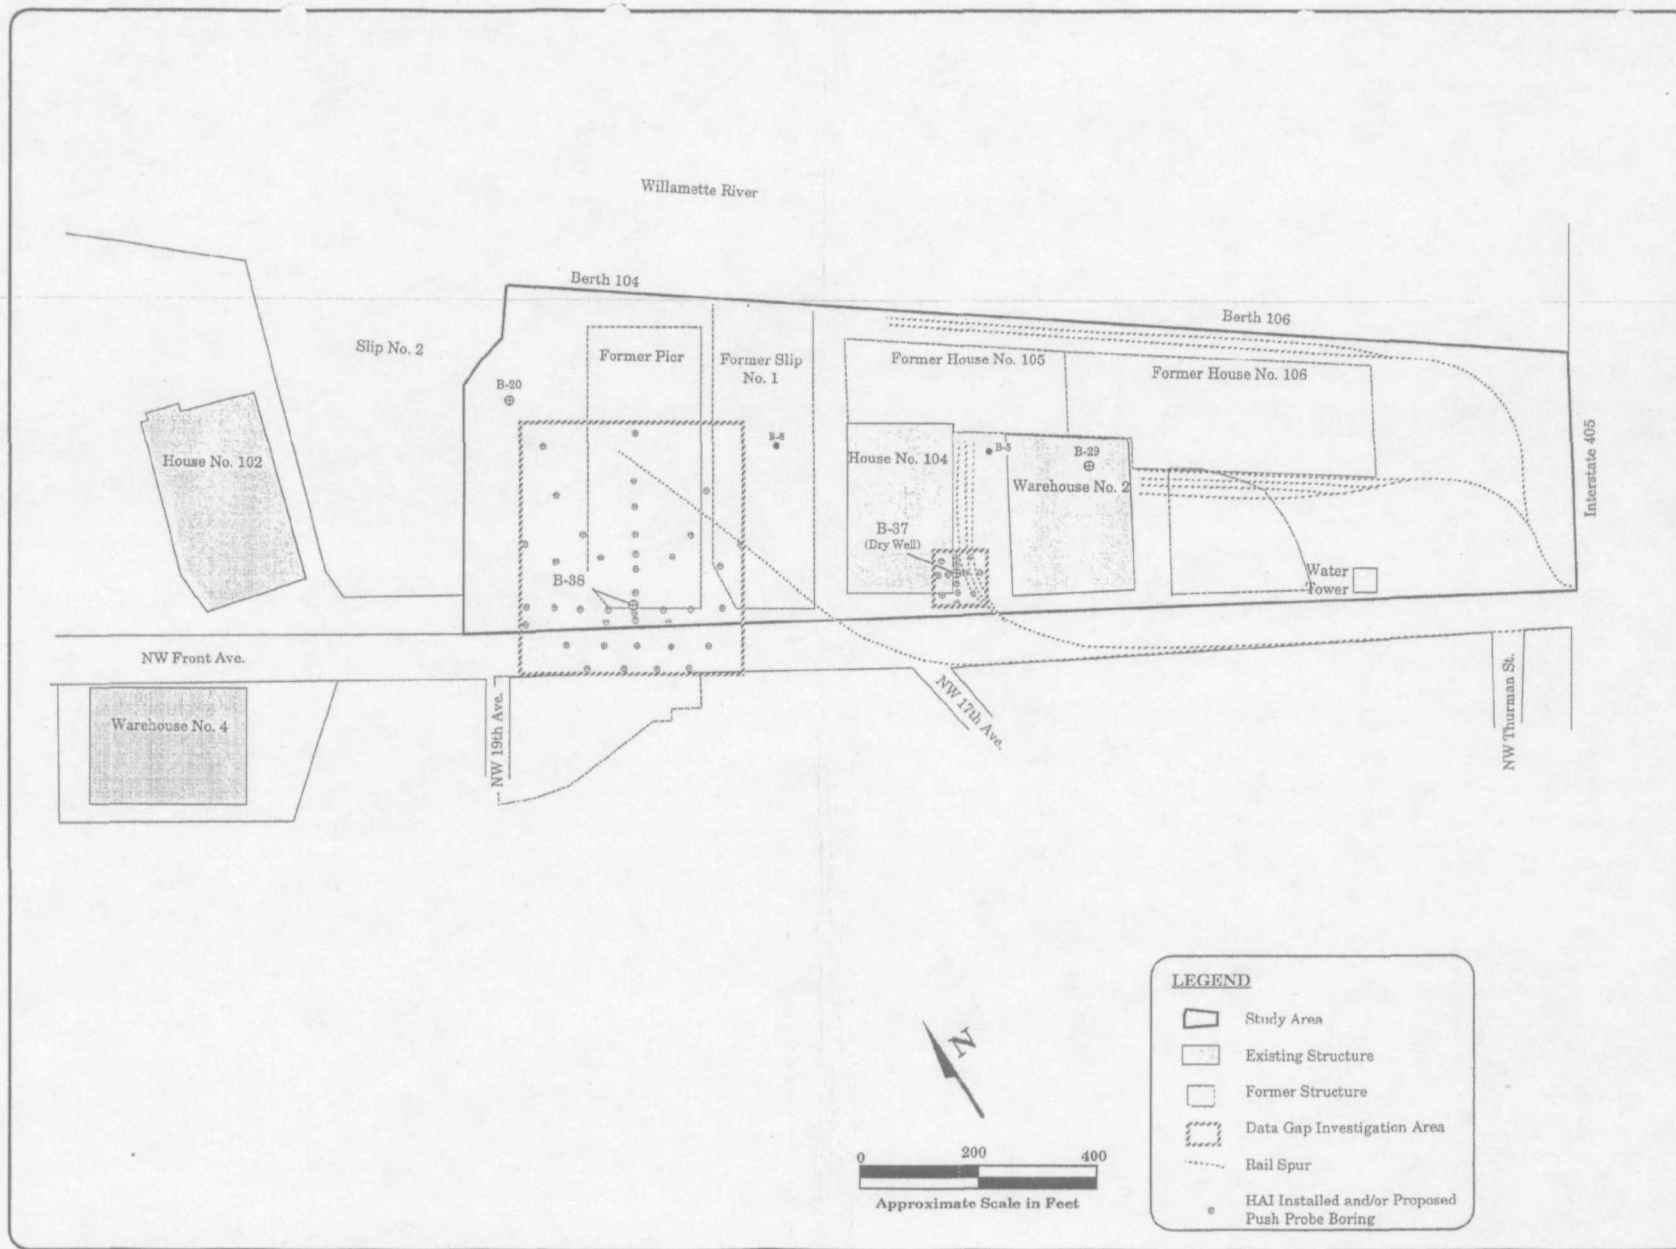 Willamette River
Berth 104
Berth 106
Slip No. 2
Former Pier
Former Slip
No. 1
Former House No. 105
Former House No. 106
B-20
B-8
B-5
B-29
House No. 102
House No. 104
Warehouse No. 2
Interstate 405
B-37
(Dry Well)
B-38
Water
Tower
NW Front Ave.
Warehouse No. 4
NW 19th Ave.
NW 17th Ave.
NW Thurman St.
N
0 200 400
Approximate Scale in Feet
LEGEND
Study Area
Existing Structure
Former Structure
Data Gap Investigation Area
Rail Spur
HAI Installed and/or Proposed
Push Probe Boring